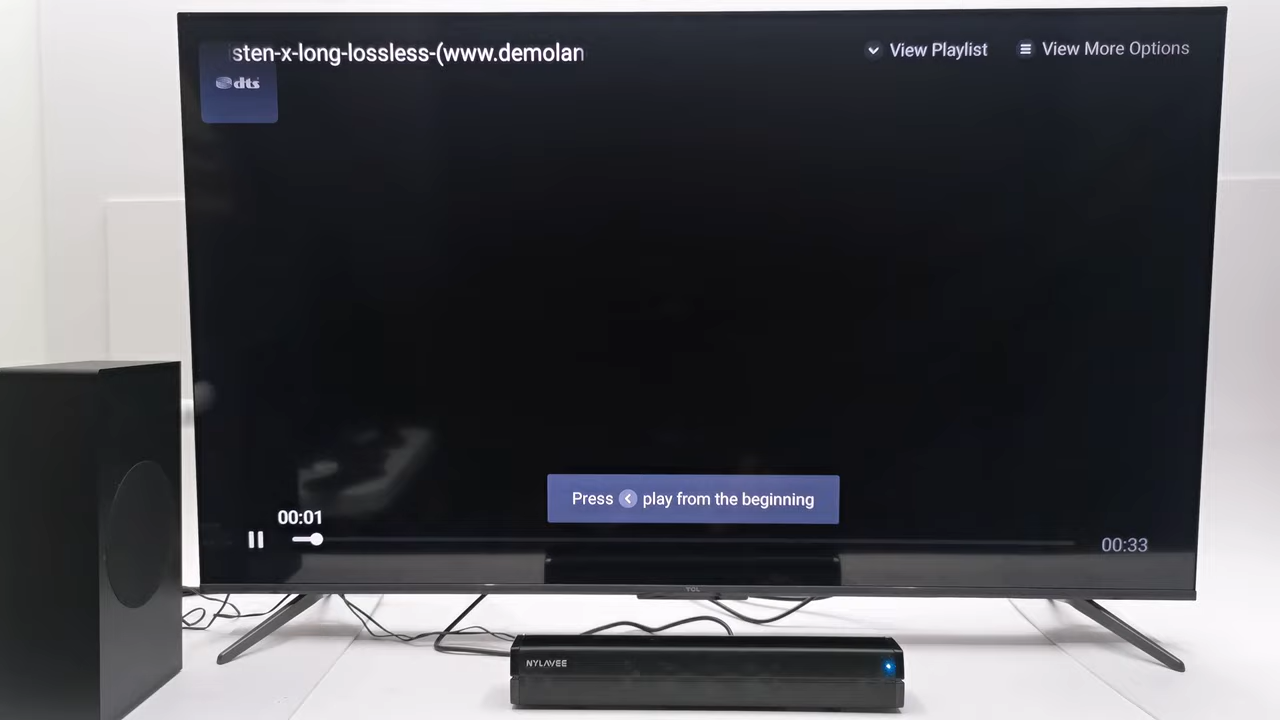 sten-x-long-lossless-(www.demolan
View Playlist
View More Options
dts
Press play from the beginning
00:01
00:33
TCL
NYLAVEE